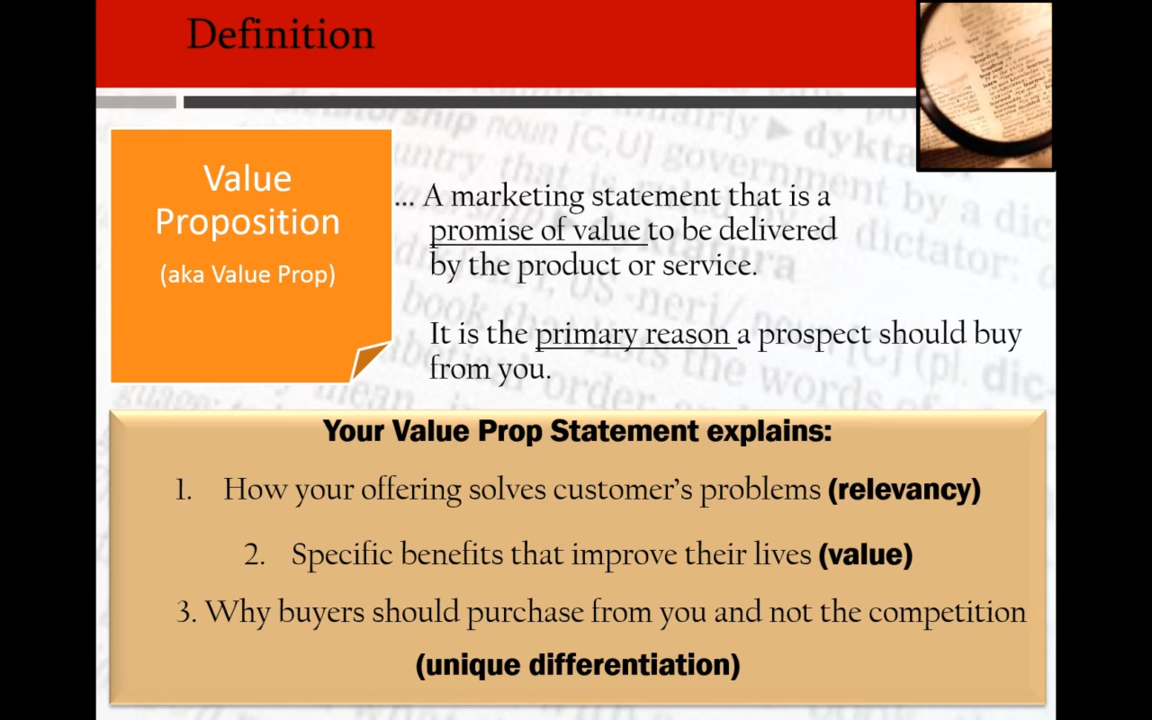 Definition
Value
Proposition
(aka Value Prop)
... A marketing statement that is a
promise of value to be delivered
by the product or service.
It is the primary reason a prospect should buy
from you.
Your Value Prop Statement explains:
1. How your offering solves customer's problems (relevancy)
2. Specific benefits that improve their lives (value)
3. Why buyers should purchase from you and not the competition
(unique differentiation)